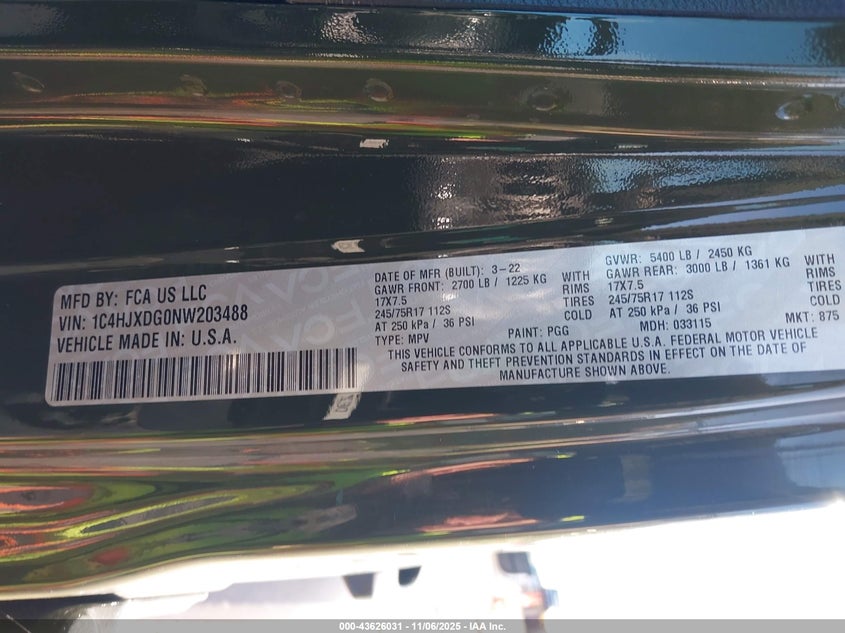 MFD BY: FCA US LLC
VIN: 1C4HJXDG0NW203488
VEHICLE MADE IN: U.S.A.
DATE OF MFR (BUILT): 3-22
GAWR FRONT: 2700 LB / 1225 KG WITH
17X7.5 RIMS
245/75R17 112S TIRES
AT 250 kPa / 36 PSI COLD
TYPE: MPV PAINT: PGG
GVWR: 5400 LB / 2450 KG
GAWR REAR: 3000 LB / 1361 KG WITH
17X7.5 RIMS
245/75R17 112S TIRES
AT 250 kPa / 36 PSI COLD
MDH: 033115 MKT: 875
THIS VEHICLE CONFORMS TO ALL APPLICABLE U.S.A. FEDERAL MOTOR VEHICLE
SAFETY AND THEFT PREVENTION STANDARDS IN EFFECT ON THE DATE OF
MANUFACTURE SHOWN ABOVE.
000-43626031 - 11/06/2025 - IAA Inc.